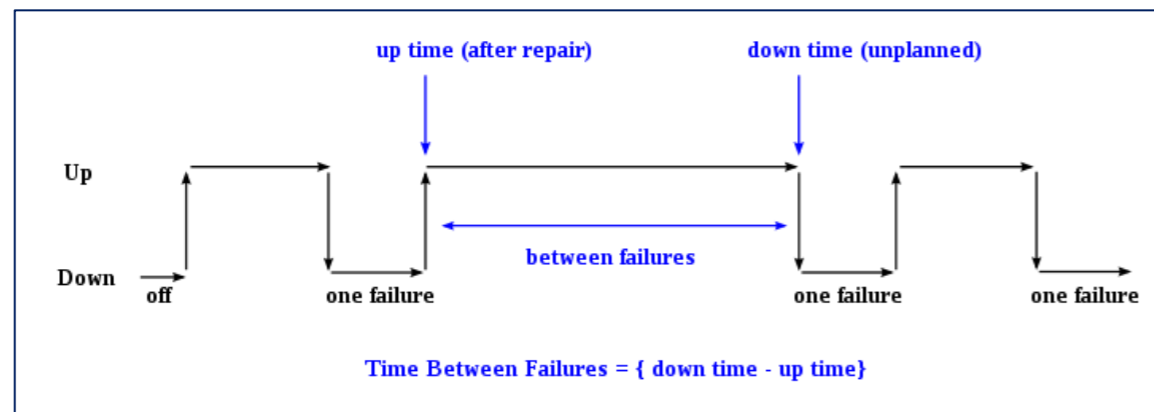 up time (after repair)
down time (unplanned)
Up
between failures
Down
off
one failure
one failure
one failure
Time Between Failures = { down time - up time}